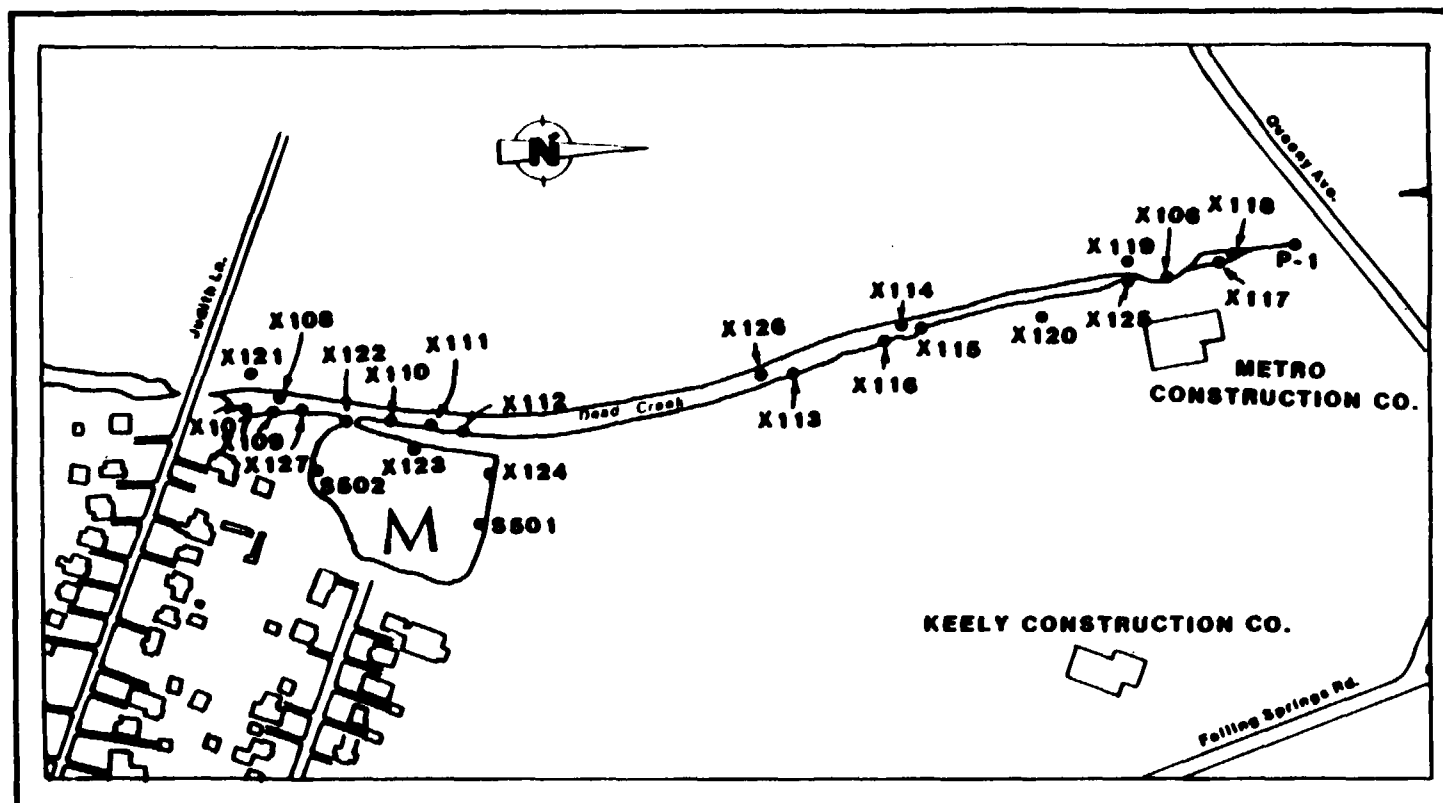 N
Queeny Ave.
Judith La.
X106
X118
X119
P-1
X117
X125
X114
X115
X116
X120
X126
X113
METRO
CONSTRUCTION CO.
X108
X121
X122
X111
X110
X112
Dead Creek
X107
X109
X127
X123
X124
S502
S501
M
KEELY CONSTRUCTION CO.
Falling Springs Rd.